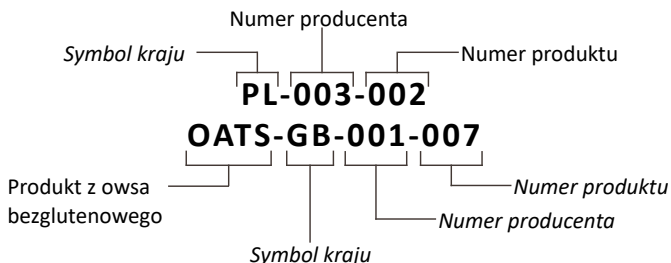 Numer producenta
Symbol kraju
Numer produktu
PL-003-002
OATS-GB-001-007
Produkt z owsa
bezglutenowego
Numer produktu
Numer producenta
Symbol kraju